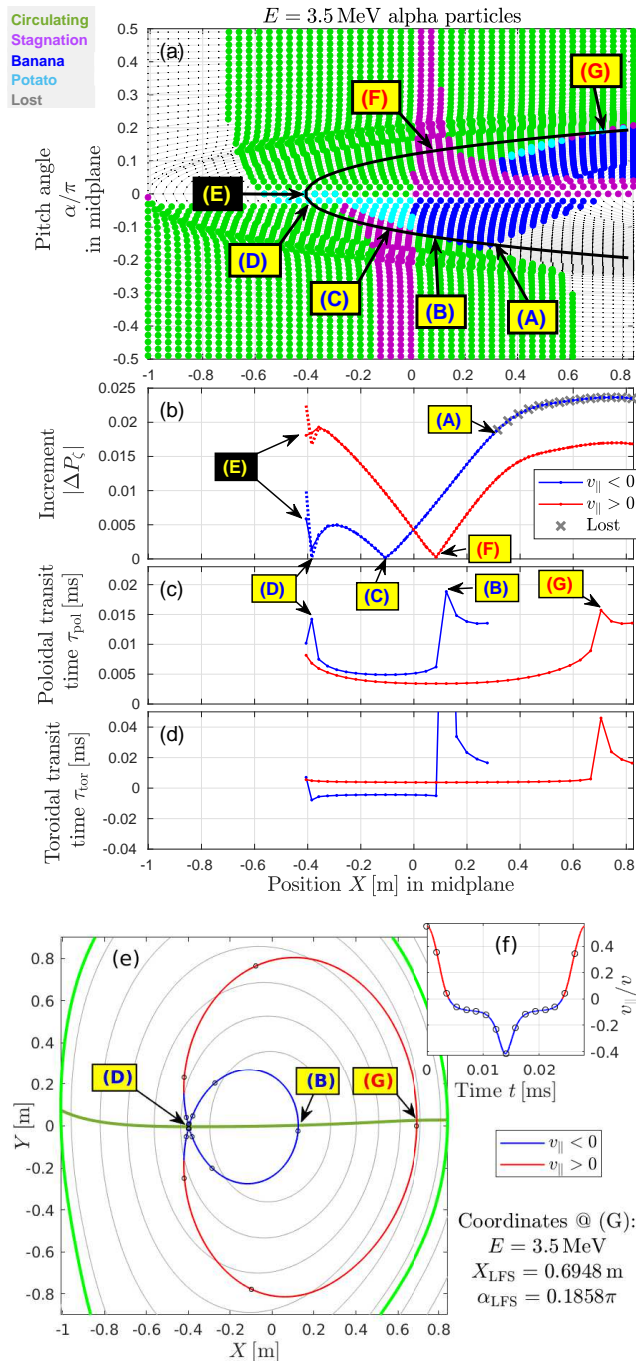 E = 3.5 MeV alpha particles
Circulating
Stagnation
Banana
Potato
Lost
(a)
(G)
(F)
(E)
(D)
(C)
(B)
(A)
Pitch angle
α/π
in midplane
0.5
0.4
0.3
0.2
0.1
0
-0.1
-0.2
-0.3
-0.4
-0.5
-1 -0.8 -0.6 -0.4 -0.2 0 0.2 0.4 0.6 0.8
(b)
Increment
|ΔPζ|
0.025
0.02
0.015
0.01
0.005
0
(A)
(E)
(D)
(C)
(F)
v∥ < 0
v∥ > 0
Lost
(c)
Poloidal transit
time τpol [ms]
0.02
0.015
0.01
0.005
0
(B)
(G)
(d)
Toroidal transit
time τtor [ms]
0.04
0.02
0
-0.02
-0.04
-1 -0.8 -0.6 -0.4 -0.2 0 0.2 0.4 0.6 0.8
Position X [m] in midplane
(e)
Y [m]
0.8
0.6
0.4
0.2
0
-0.2
-0.4
-0.6
-0.8
(D)
(B)
(G)
-1 -0.8 -0.6 -0.4 -0.2 0 0.2 0.4 0.6 0.8
X [m]
(f)
0.4
0.2
0
-0.2
-0.4
v∥/v
0 0.02
Time t [ms]
v∥ < 0
v∥ > 0
Coordinates @ (G):
E = 3.5 MeV
XLFS = 0.6948 m
αLFS = 0.1858π